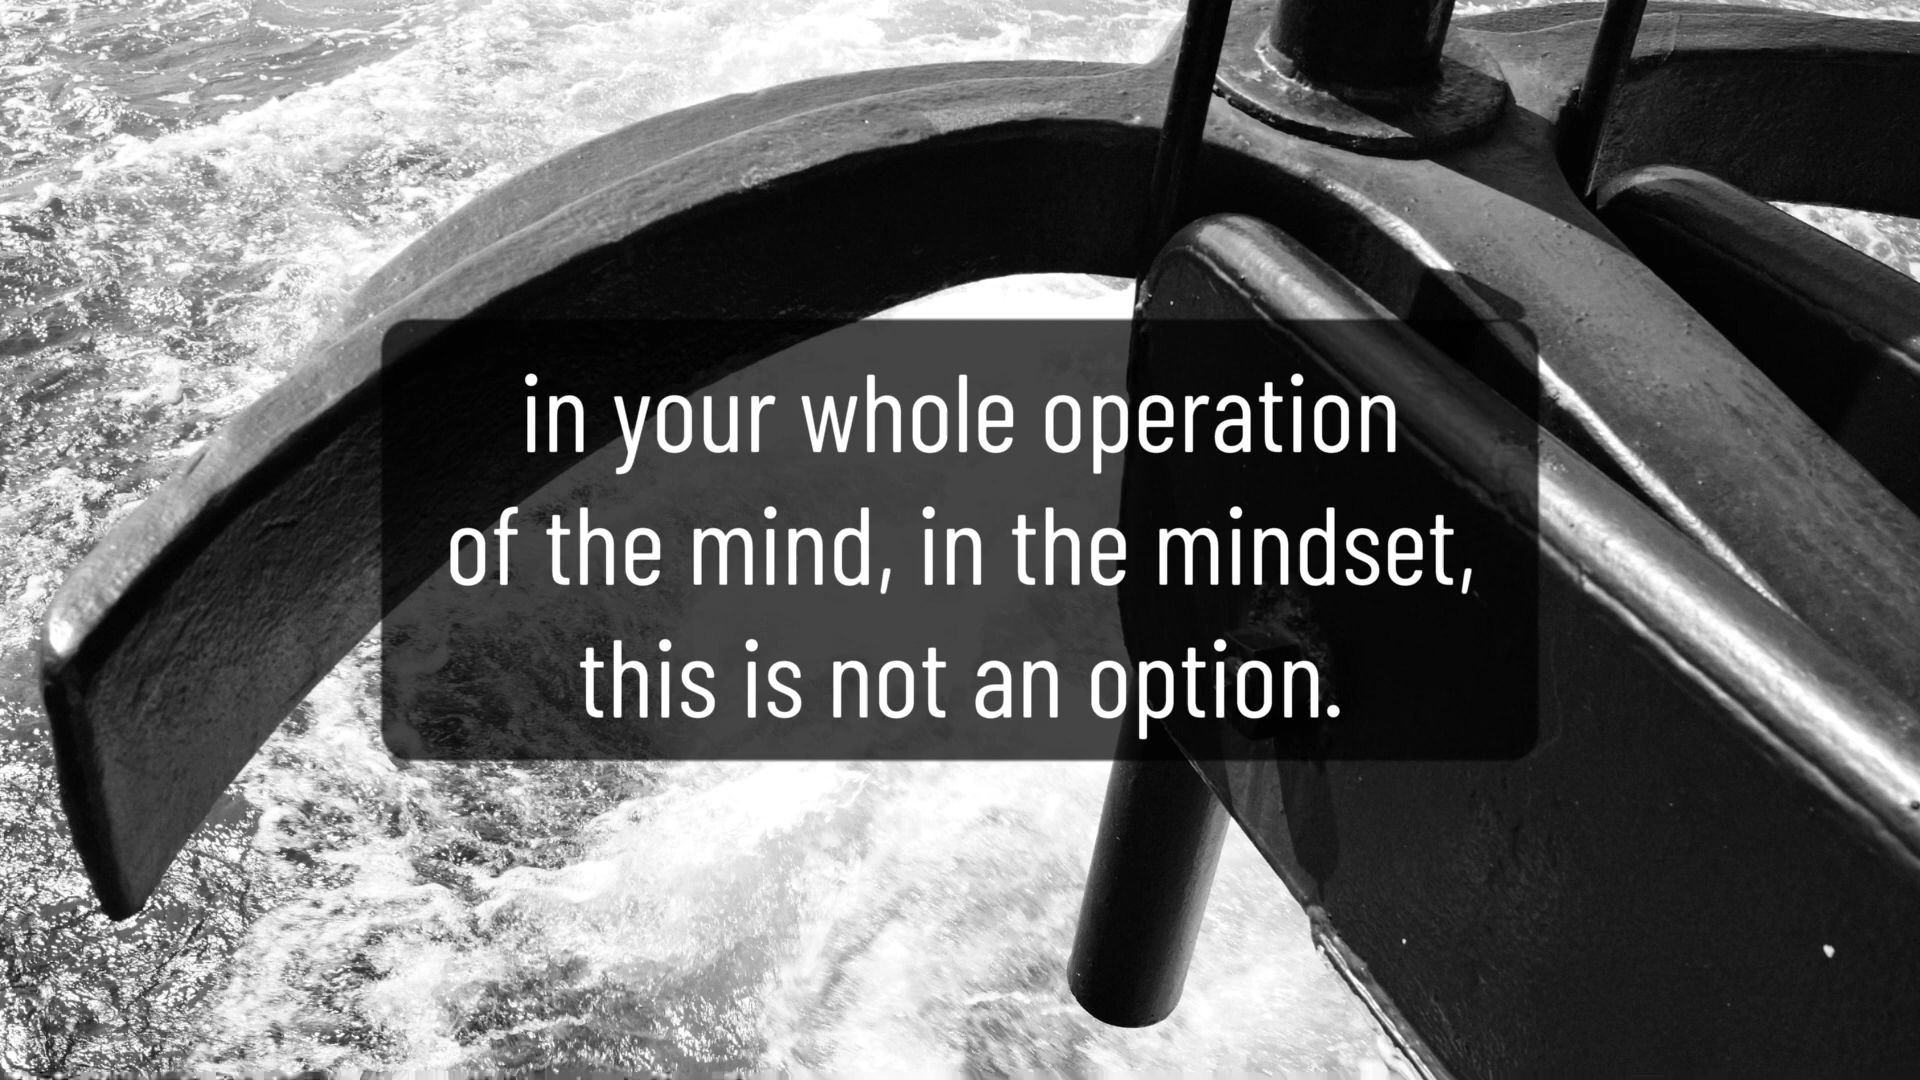 in your whole operation
of the mind, in the mindset,
this is not an option.